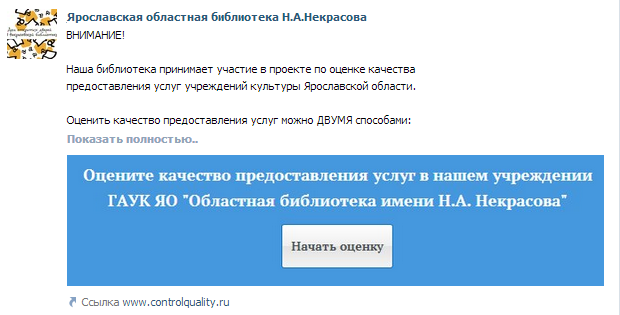 Ярославская областная библиотека Н.А.Некрасова
ВНИМАНИЕ!
Наша библиотека принимает участие в проекте по оценке качества
предоставления услуг учреждений культуры Ярославской области.
Оценить качество предоставления услуг можно ДВУМЯ способами:
Показать полностью..
Оцените качество предоставления услуг в нашем учреждении
ГАУК ЯО "Областная библиотека имени Н.А. Некрасова"
Начать оценку
Ссылка www.controlquality.ru